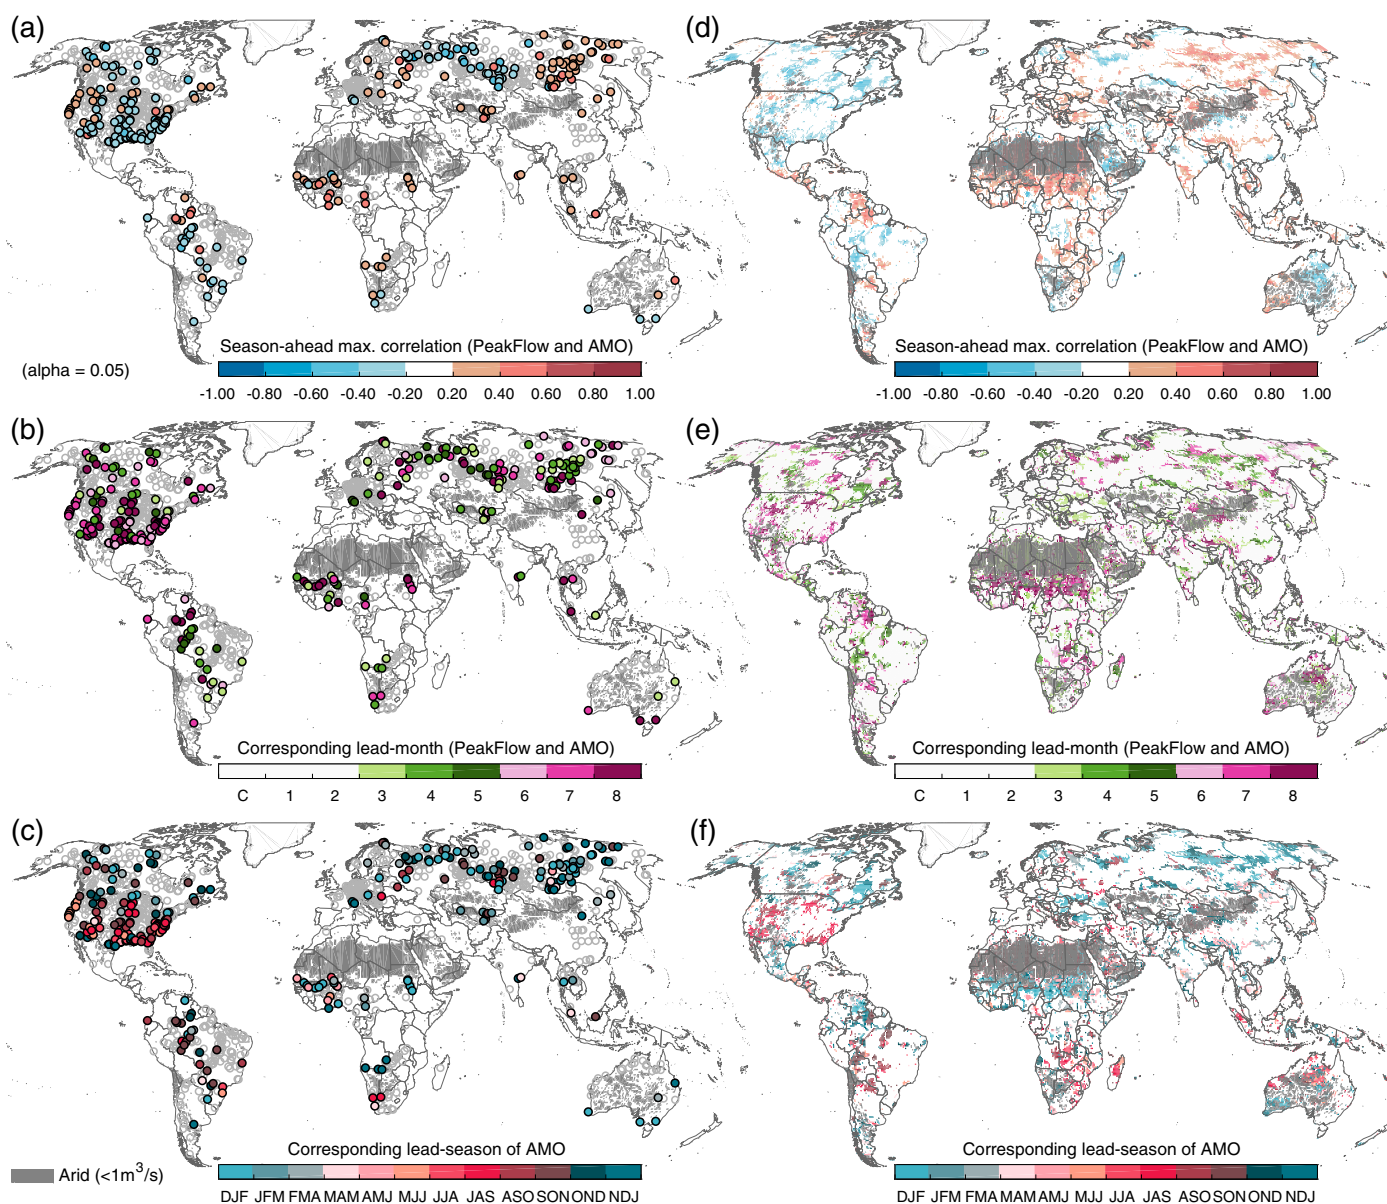 (a)
(d)
Season-ahead max. correlation (PeakFlow and AMO)
Season-ahead max. correlation (PeakFlow and AMO)
(alpha = 0.05)
-1.00 -0.80 -0.60 -0.40 -0.20 0.20 0.40 0.60 0.80 1.00
-1.00 -0.80 -0.60 -0.40 -0.20 0.20 0.40 0.60 0.80 1.00
(b)
(e)
Corresponding lead-month (PeakFlow and AMO)
Corresponding lead-month (PeakFlow and AMO)
C 1 2 3 4 5 6 7 8
C 1 2 3 4 5 6 7 8
(c)
(f)
Corresponding lead-season of AMO
Corresponding lead-season of AMO
Arid (<1m³/s)
DJF JFM FMA MAM AMJ MJJ JJA JAS ASO SON OND NDJ
DJF JFM FMA MAM AMJ MJJ JJA JAS ASO SON OND NDJ